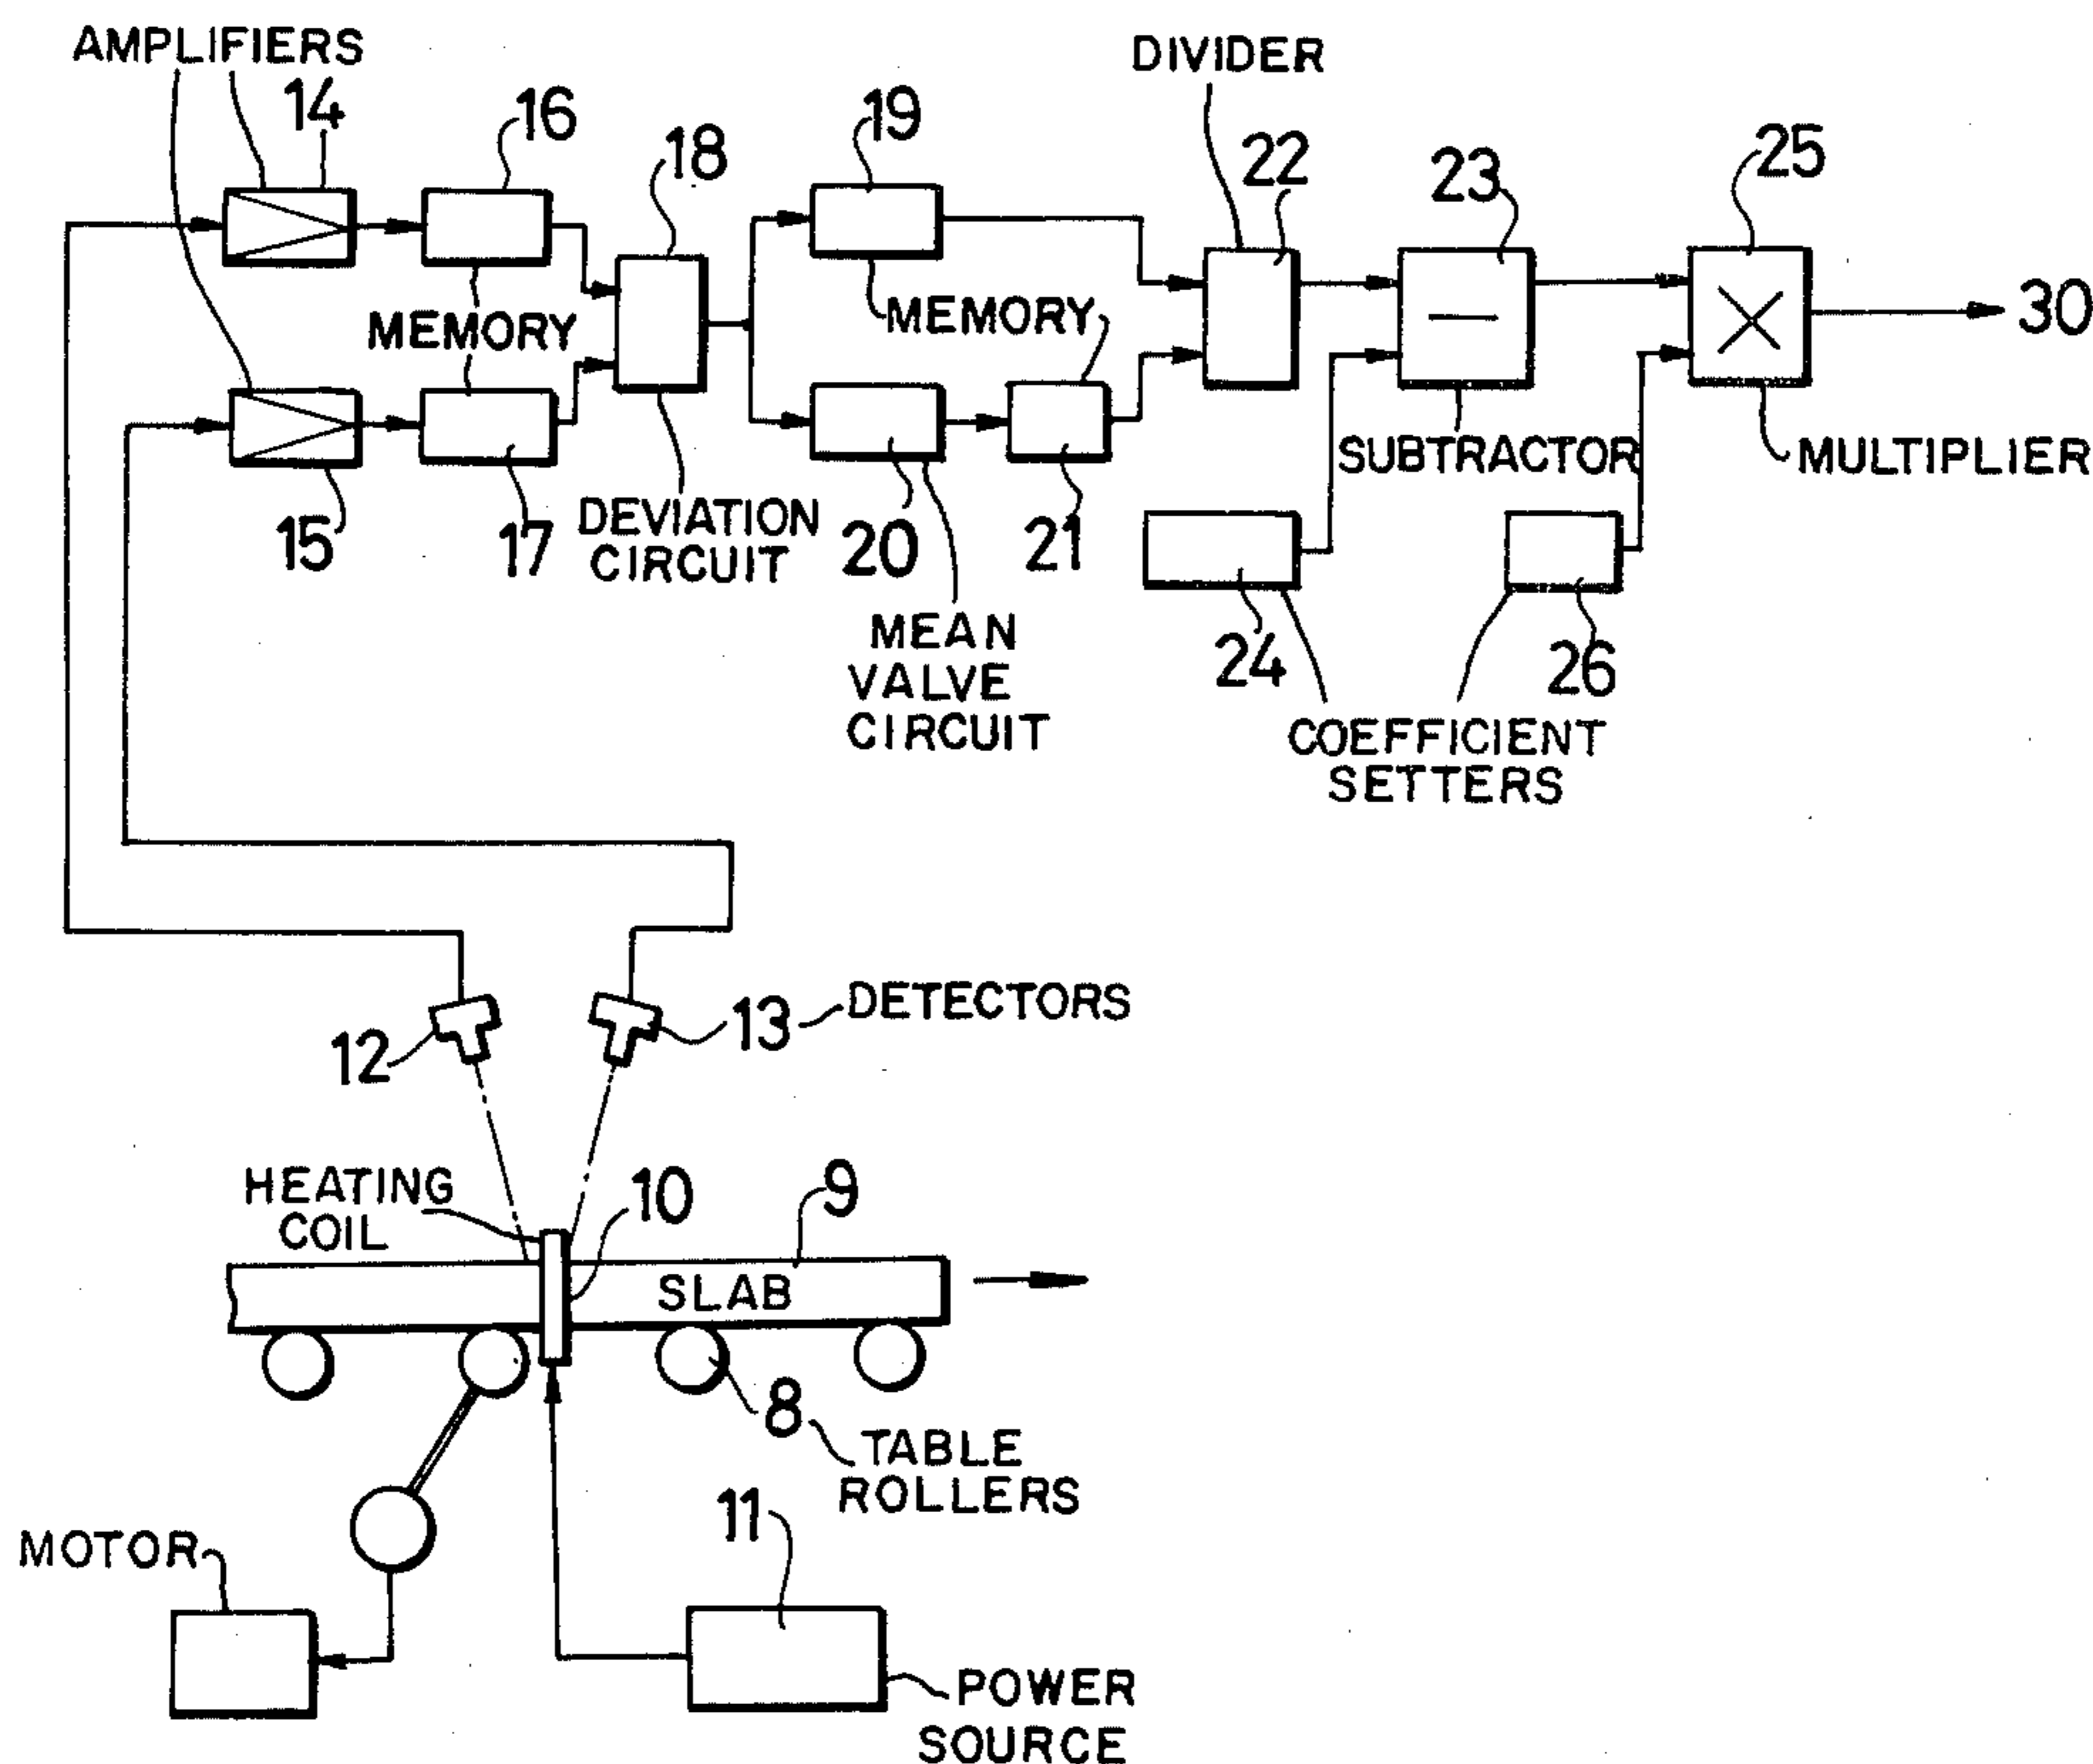 AMPLIFIERS
14
16
18
19
DIVIDER
22
23
25
30
MEMORY
MEMORY
SUBTRACTOR
MULTIPLIER
15
17
DEVIATION
CIRCUIT
20
21
MEAN
VALVE
CIRCUIT
24
26
COEFFICIENT
SETTERS
12
13
DETECTORS
HEATING
COIL
10
9
SLAB
8
TABLE
ROLLERS
MOTOR
11
POWER
SOURCE